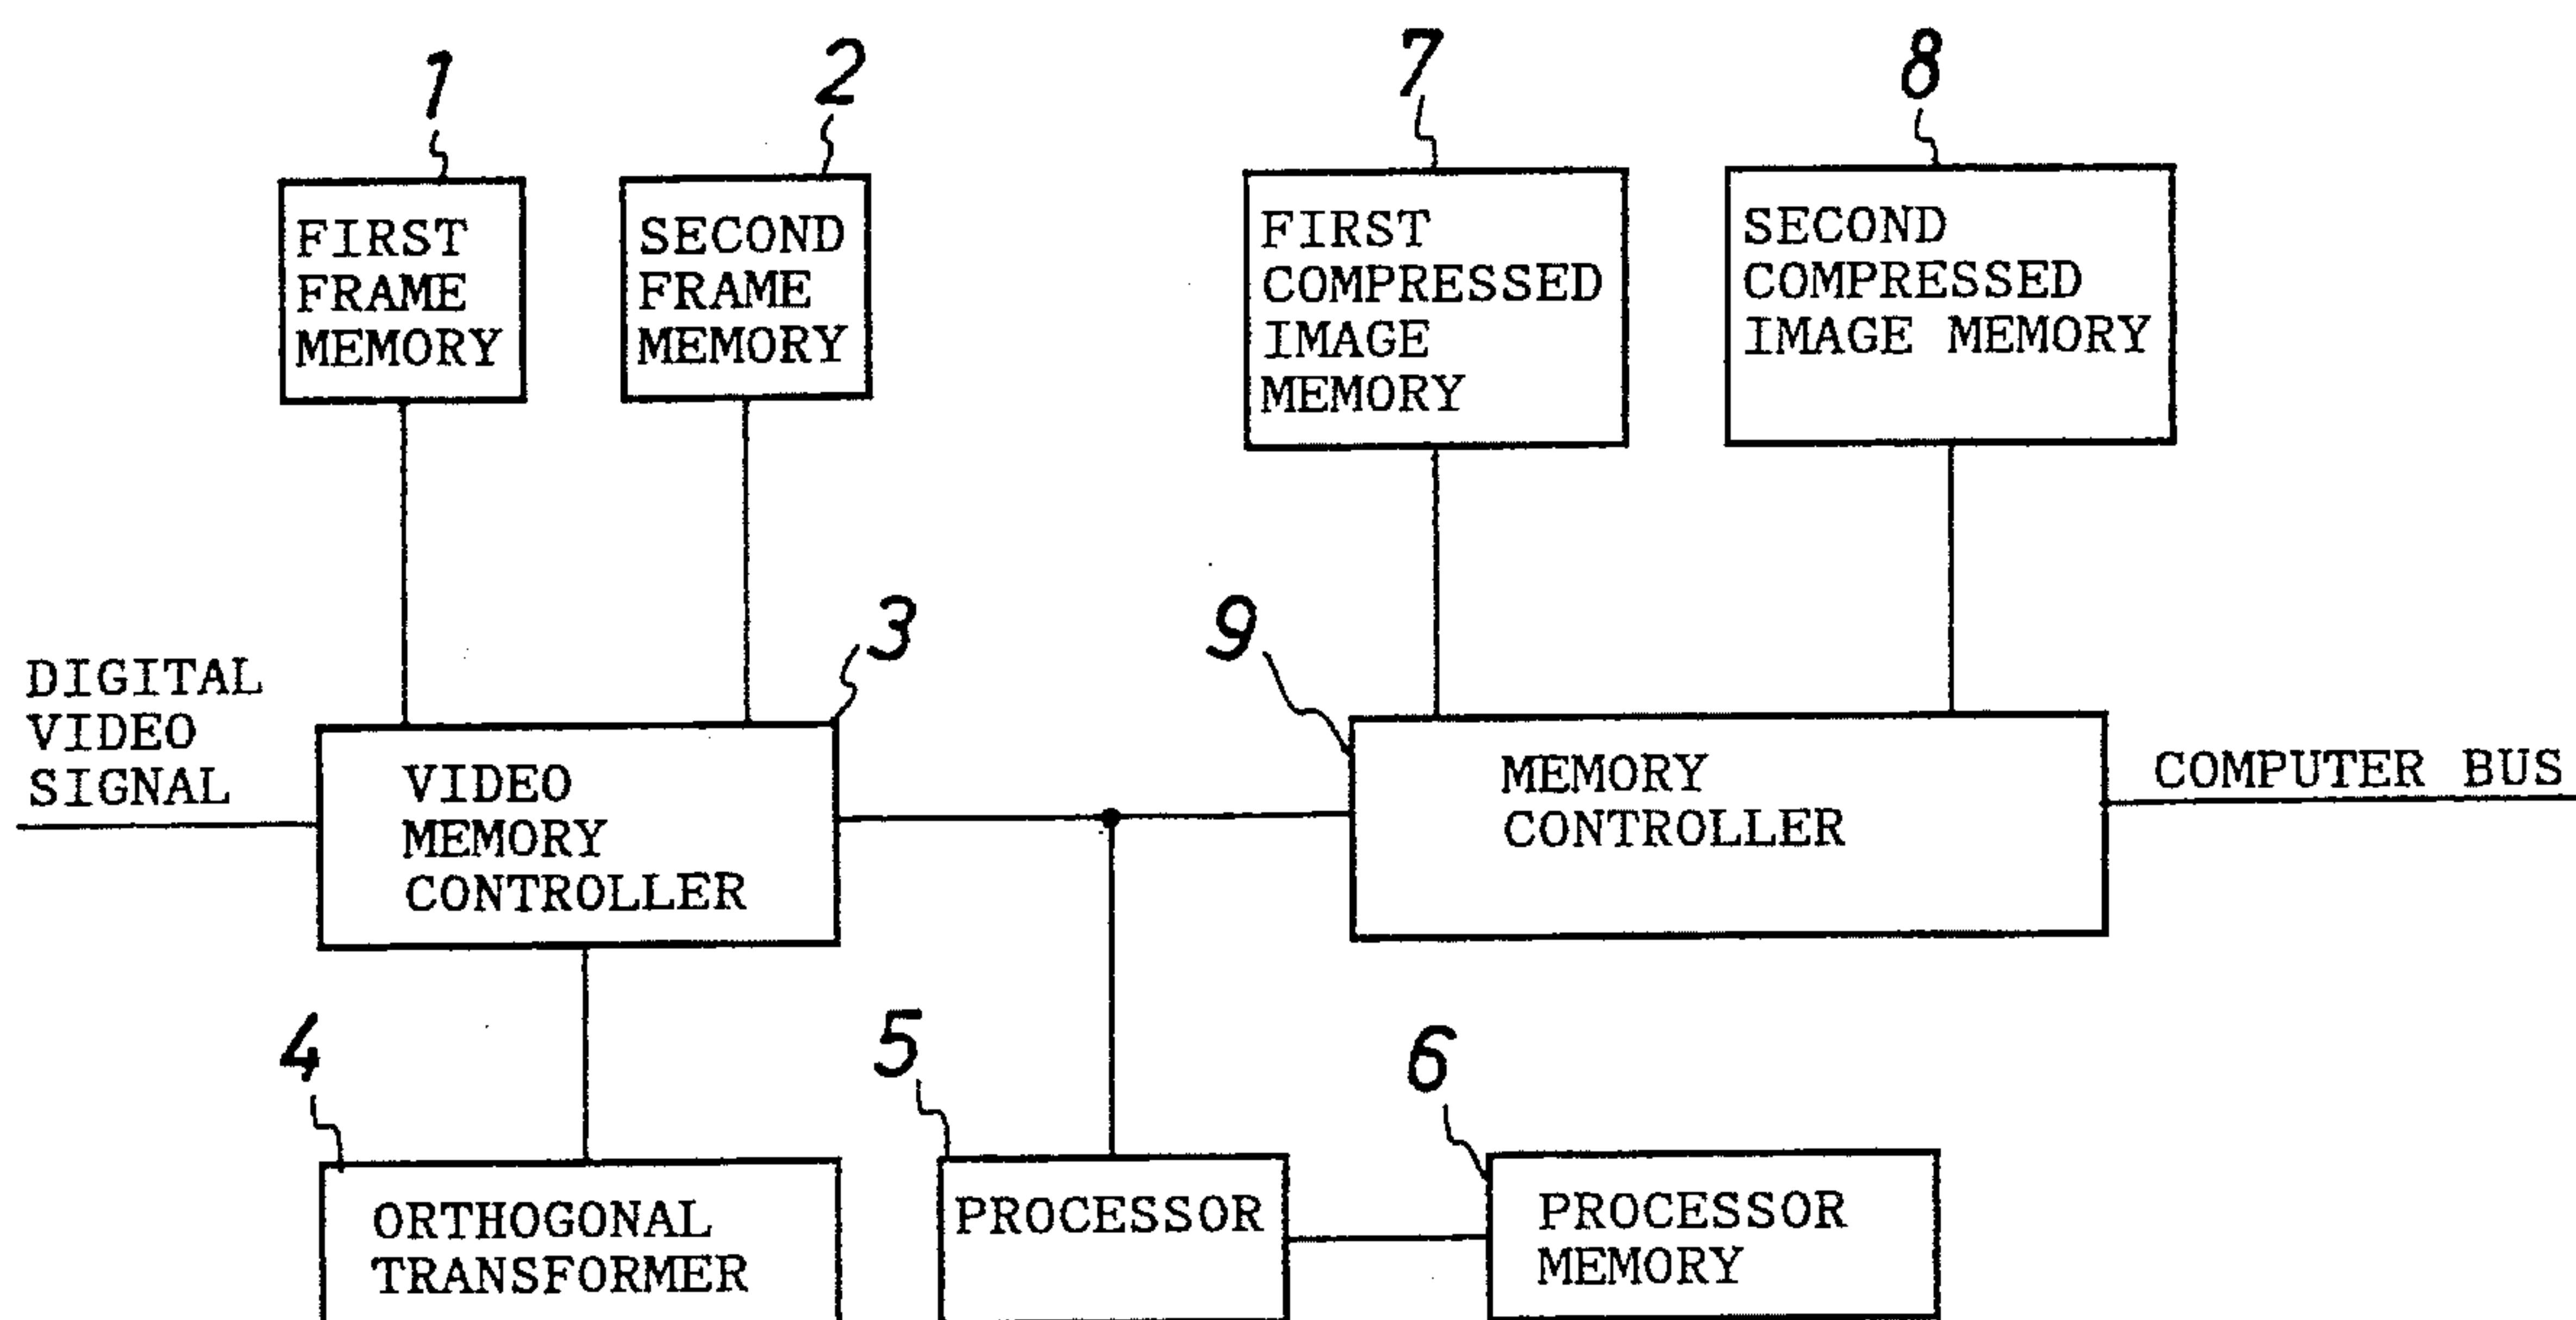 1
2
7
8
FIRST
FRAME
MEMORY
SECOND
FRAME
MEMORY
FIRST
COMPRESSED
IMAGE
MEMORY
SECOND
COMPRESSED
IMAGE MEMORY
3
9
DIGITAL
VIDEO
SIGNAL
VIDEO
MEMORY
CONTROLLER
MEMORY
CONTROLLER
COMPUTER BUS
4
5
6
ORTHOGONAL
TRANSFORMER
PROCESSOR
PROCESSOR
MEMORY